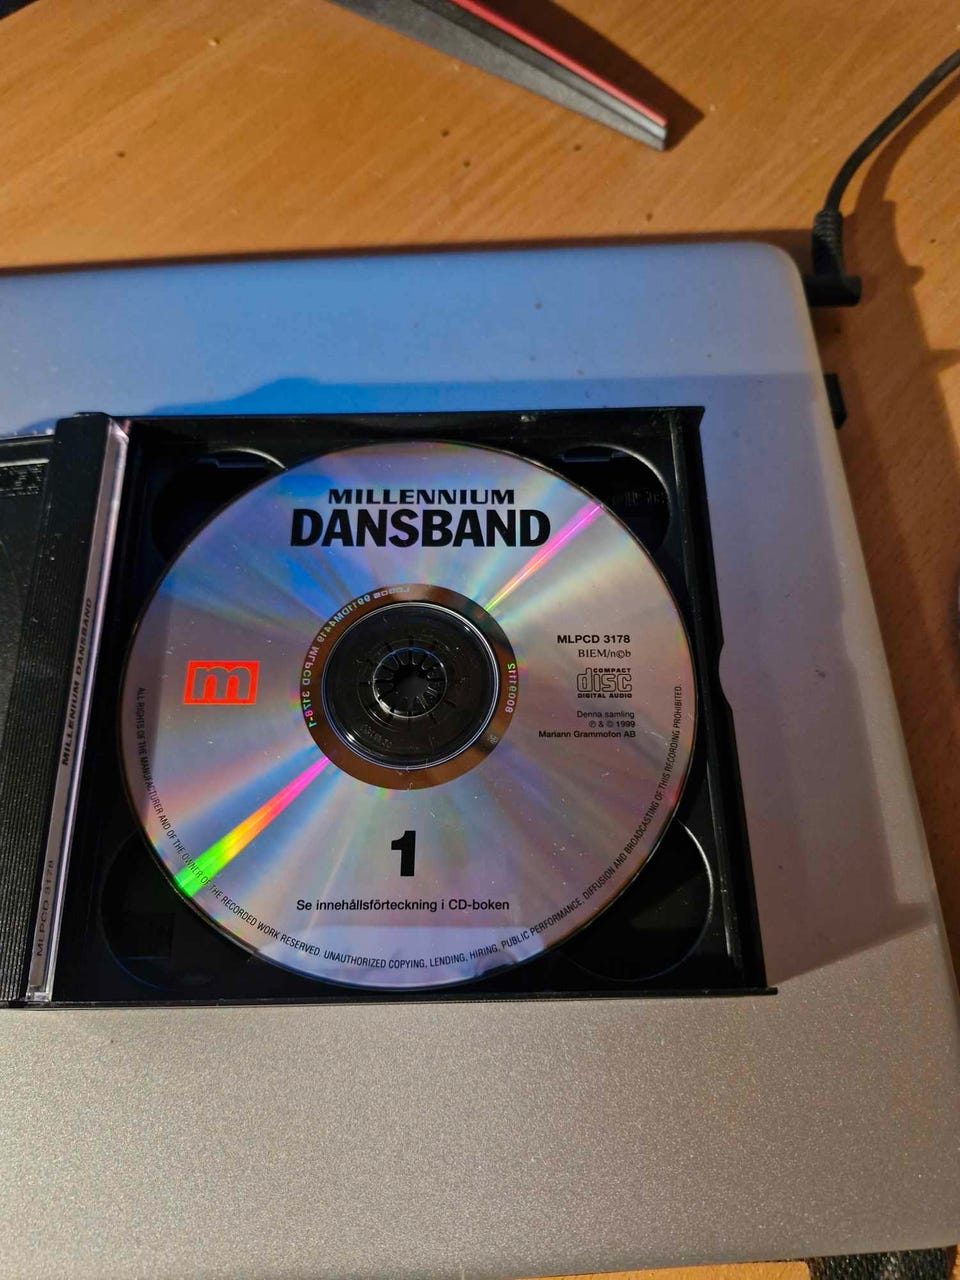 MILLENNIUM
DANSBAND
m
MLPCD 3178
BIEM/n©b
COMPACT
disc
DIGITAL AUDIO
Denna samling
℗ & © 1999
Mariann Grammofon AB
1
Se innehållsförteckning i CD-boken
ALL RIGHTS OF THE MANUFACTURER AND OF THE OWNER OF THE RECORDED WORK RESERVED. UNAUTHORIZED COPYING, LENDING, HIRING, PUBLIC PERFORMANCE, DIFFUSION AND BROADCASTING OF THIS RECORDING PROHIBITED.
MLPCD 3178-1
MILLENIUM DANSBAND
MLPCD 3178